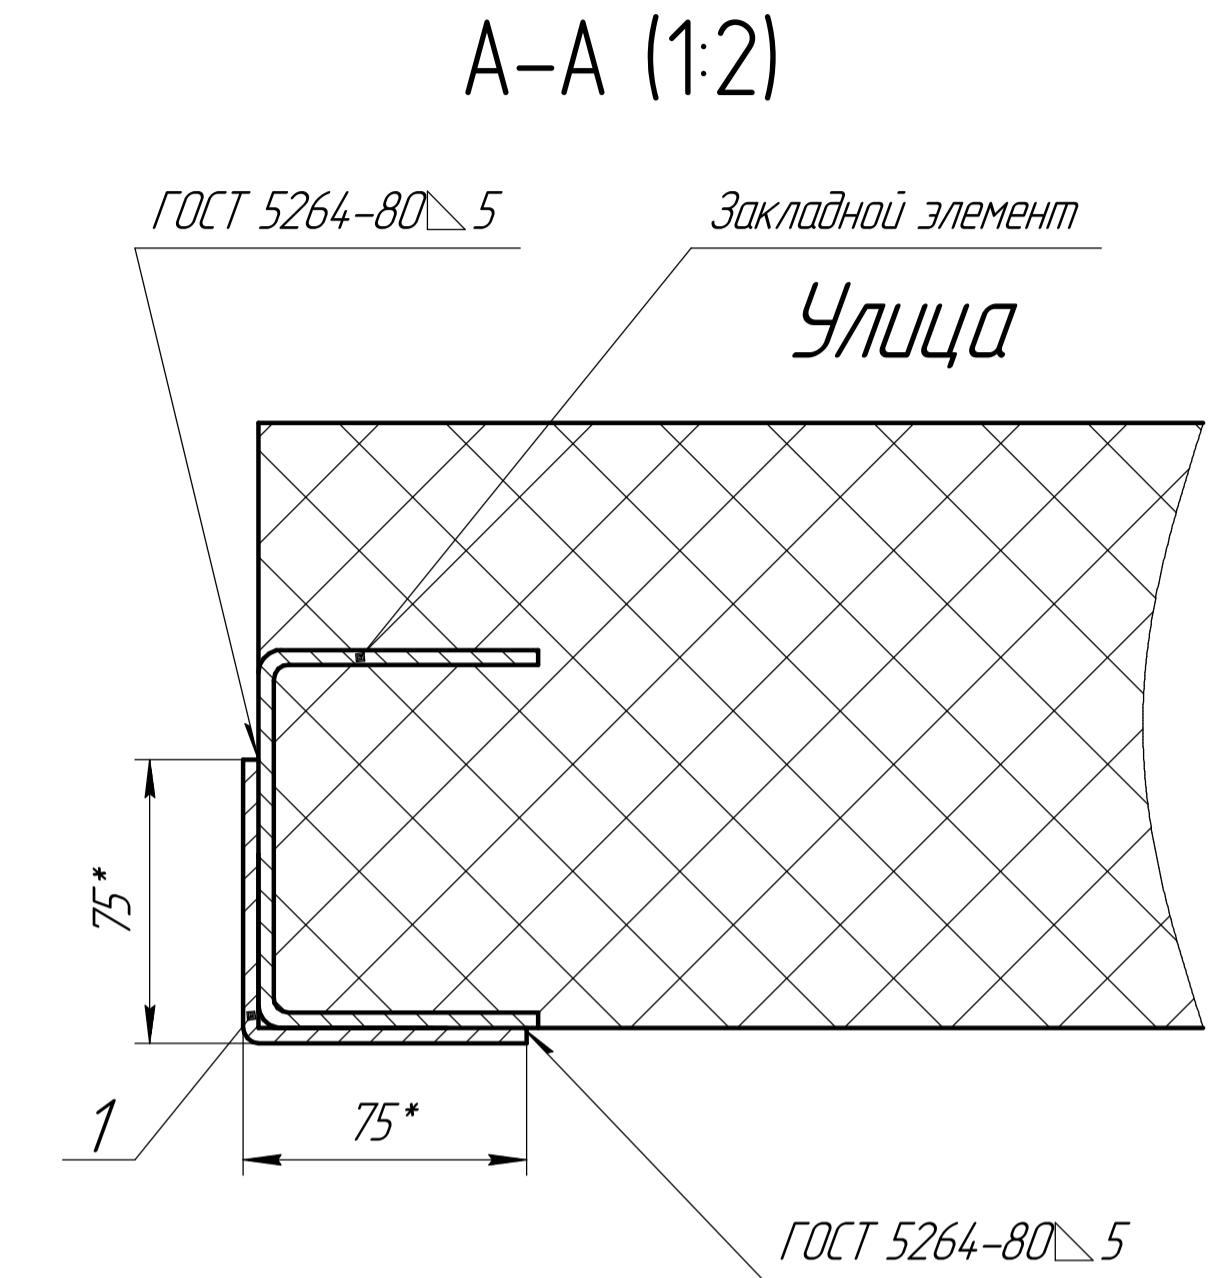 А-А (1:2)
ГОСТ 5264-80⊿5
Закладной элемент
Улица
75*
1
75*
ГОСТ 5264-80⊿5